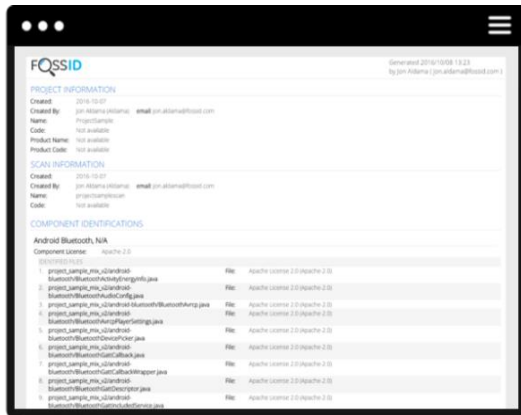 FOSSID
Generated 2016/10/08 13:23
by Jon Aldama ( jon.aldama@fossid.com )
PROJECT INFORMATION
Created: 2016-10-07
Created By: Jon Aldama (Aldama) email: jon.aldama@fossid.com
Name: ProjectSample
Code: Not available
Product Name: Not available
Product Code: Not available
SCAN INFORMATION
Created: 2016-10-07
Created By: Jon Aldama (Aldama) email: jon.aldama@fossid.com
Name: projectsamplescan
Code: Not available
COMPONENT IDENTIFICATIONS
Android Bluetooth, N/A
Component License: Apache-2.0
IDENTIFIED FILES
1. project_sample_mix_v2/android- File: Apache License 2.0 (Apache-2.0)
bluetooth/BluetoothActivityEnergyInfo.java
2. project_sample_mix_v2/android- File: Apache License 2.0 (Apache-2.0)
bluetooth/BluetoothAudioConfig.java
3. project_sample_mix_v2/android-bluetooth/BluetoothAvrcp.java File: Apache License 2.0 (Apache-2.0)
4. project_sample_mix_v2/android- File: Apache License 2.0 (Apache-2.0)
bluetooth/BluetoothAvrcpPlayerSettings.java
5. project_sample_mix_v2/android- File: Apache License 2.0 (Apache-2.0)
bluetooth/BluetoothDevicePicker.java
6. project_sample_mix_v2/android- File: Apache License 2.0 (Apache-2.0)
bluetooth/BluetoothGattCallback.java
7. project_sample_mix_v2/android- File: Apache License 2.0 (Apache-2.0)
bluetooth/BluetoothGattCallbackWrapper.java
8. project_sample_mix_v2/android- File: Apache License 2.0 (Apache-2.0)
bluetooth/BluetoothGattDescriptor.java
9. project_sample_mix_v2/android- File: Apache License 2.0 (Apache-2.0)
bluetooth/BluetoothGattIncludedService.java